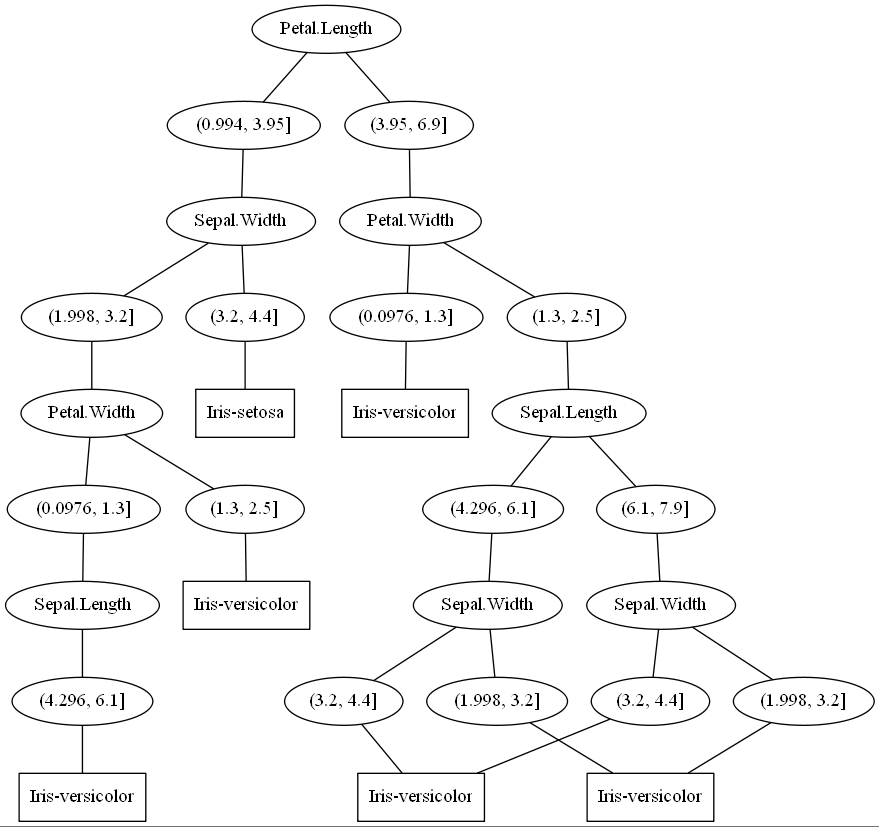 Petal.Length
(0.994, 3.95]
(3.95, 6.9]
Sepal.Width
Petal.Width
(1.998, 3.2]
(3.2, 4.4]
(0.0976, 1.3]
(1.3, 2.5]
Petal.Width
Iris-setosa
Iris-versicolor
Sepal.Length
(0.0976, 1.3]
(1.3, 2.5]
(4.296, 6.1]
(6.1, 7.9]
Sepal.Length
Iris-versicolor
Sepal.Width
Sepal.Width
(4.296, 6.1]
(3.2, 4.4]
(1.998, 3.2]
(3.2, 4.4]
(1.998, 3.2]
Iris-versicolor
Iris-versicolor
Iris-versicolor